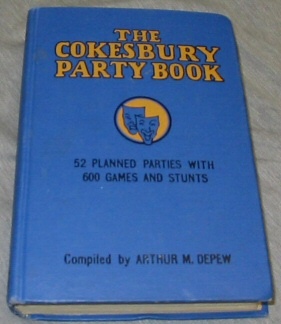 THE
COKESBURY
PARTY BOOK
52 PLANNED PARTIES WITH
600 GAMES AND STUNTS
Compiled by ARTHUR M. DEPEW